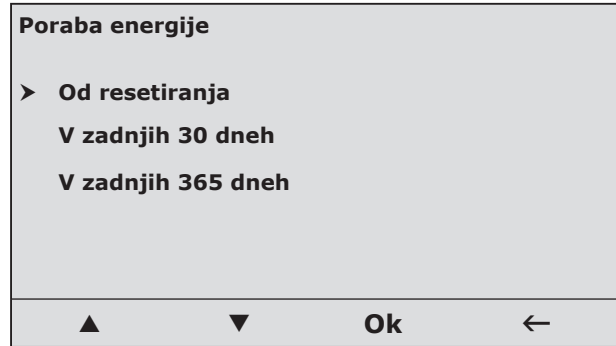 Poraba energije
Od resetiranja
V zadnjih 30 dneh
V zadnjih 365 dneh
Ok